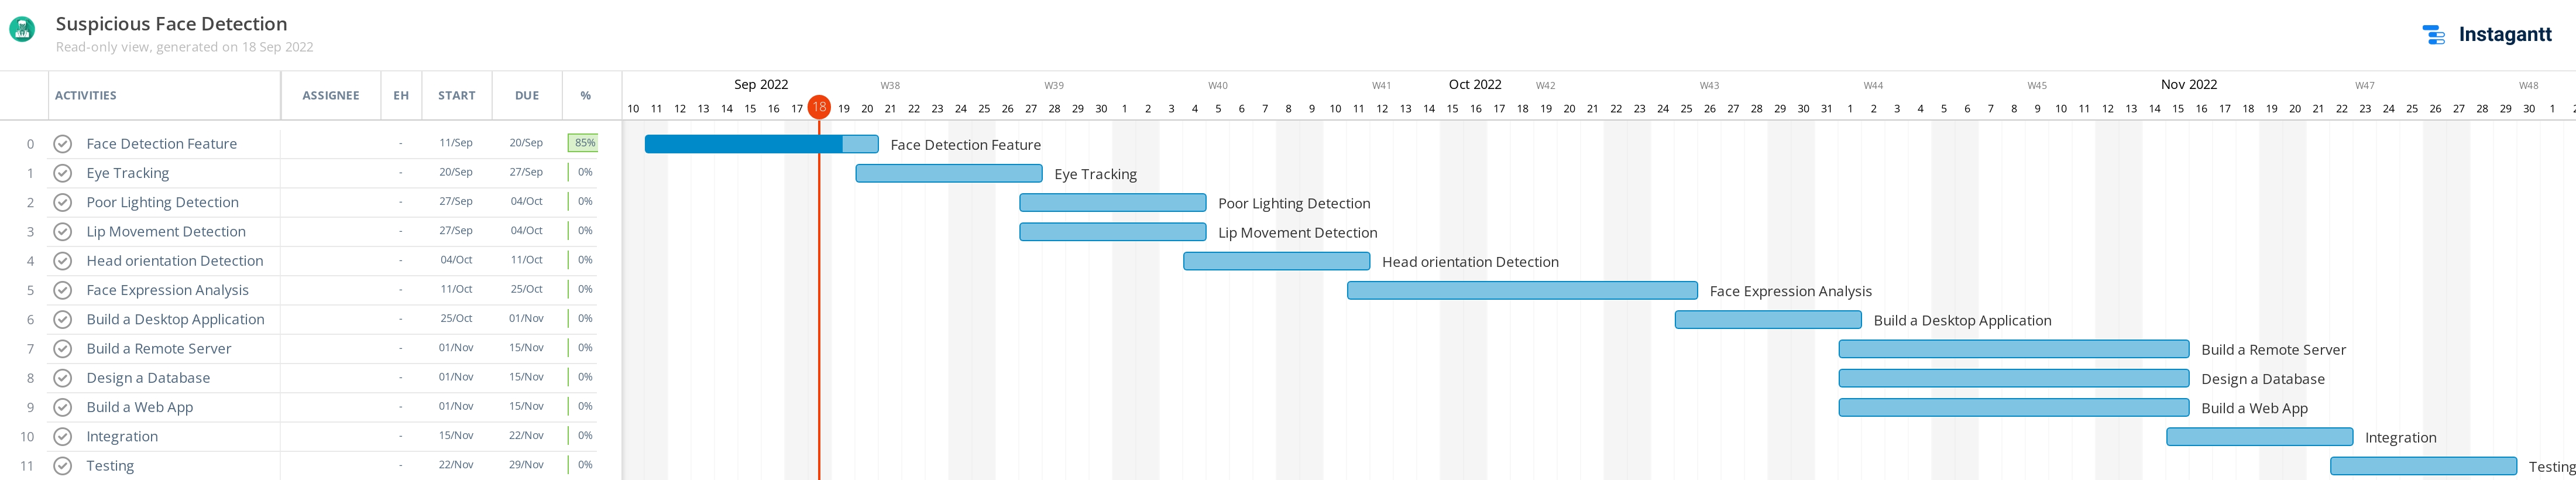 Suspicious Face Detection
Read-only view, generated on 18 Sep 2022
Instagantt
Sep 2022 W38 W39 W40 W41 Oct 2022 W42 W43 W44 W45 Nov 2022 W47 W48
ACTIVITIES ASSIGNEE EH START DUE %
10 11 12 13 14 15 16 17 18 19 20 21 22 23 24 25 26 27 28 29 30 1 2 3 4 5 6 7 8 9 10 11 12 13 14 15 16 17 18 19 20 21 22 23 24 25 26 27 28 29 30 31 1 2 3 4 5 6 7 8 9 10 11 12 13 14 15 16 17 18 19 20 21 22 23 24 25 26 27 28 29 30 1
0 Face Detection Feature - 11/Sep 20/Sep 85% Face Detection Feature
1 Eye Tracking - 20/Sep 27/Sep 0% Eye Tracking
2 Poor Lighting Detection - 27/Sep 04/Oct 0% Poor Lighting Detection
3 Lip Movement Detection - 27/Sep 04/Oct 0% Lip Movement Detection
4 Head orientation Detection - 04/Oct 11/Oct 0% Head orientation Detection
5 Face Expression Analysis - 11/Oct 25/Oct 0% Face Expression Analysis
6 Build a Desktop Application - 25/Oct 01/Nov 0% Build a Desktop Application
7 Build a Remote Server - 01/Nov 15/Nov 0% Build a Remote Server
8 Design a Database - 01/Nov 15/Nov 0% Design a Database
9 Build a Web App - 01/Nov 15/Nov 0% Build a Web App
10 Integration - 15/Nov 22/Nov 0% Integration
11 Testing - 22/Nov 29/Nov 0% Testing